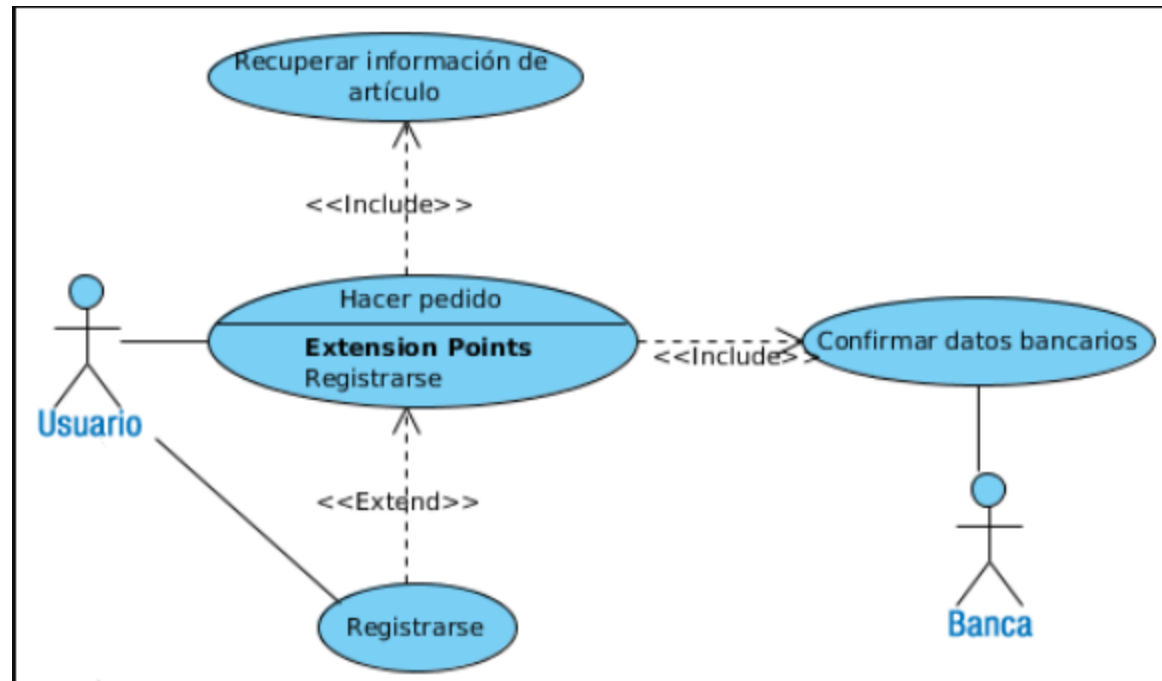 Recuperar información de
artículo
<<Include>>
Hacer pedido
Extension Points
Registrarse
<<Include>>
Confirmar datos bancarios
Usuario
<<Extend>>
Registrarse
Banca